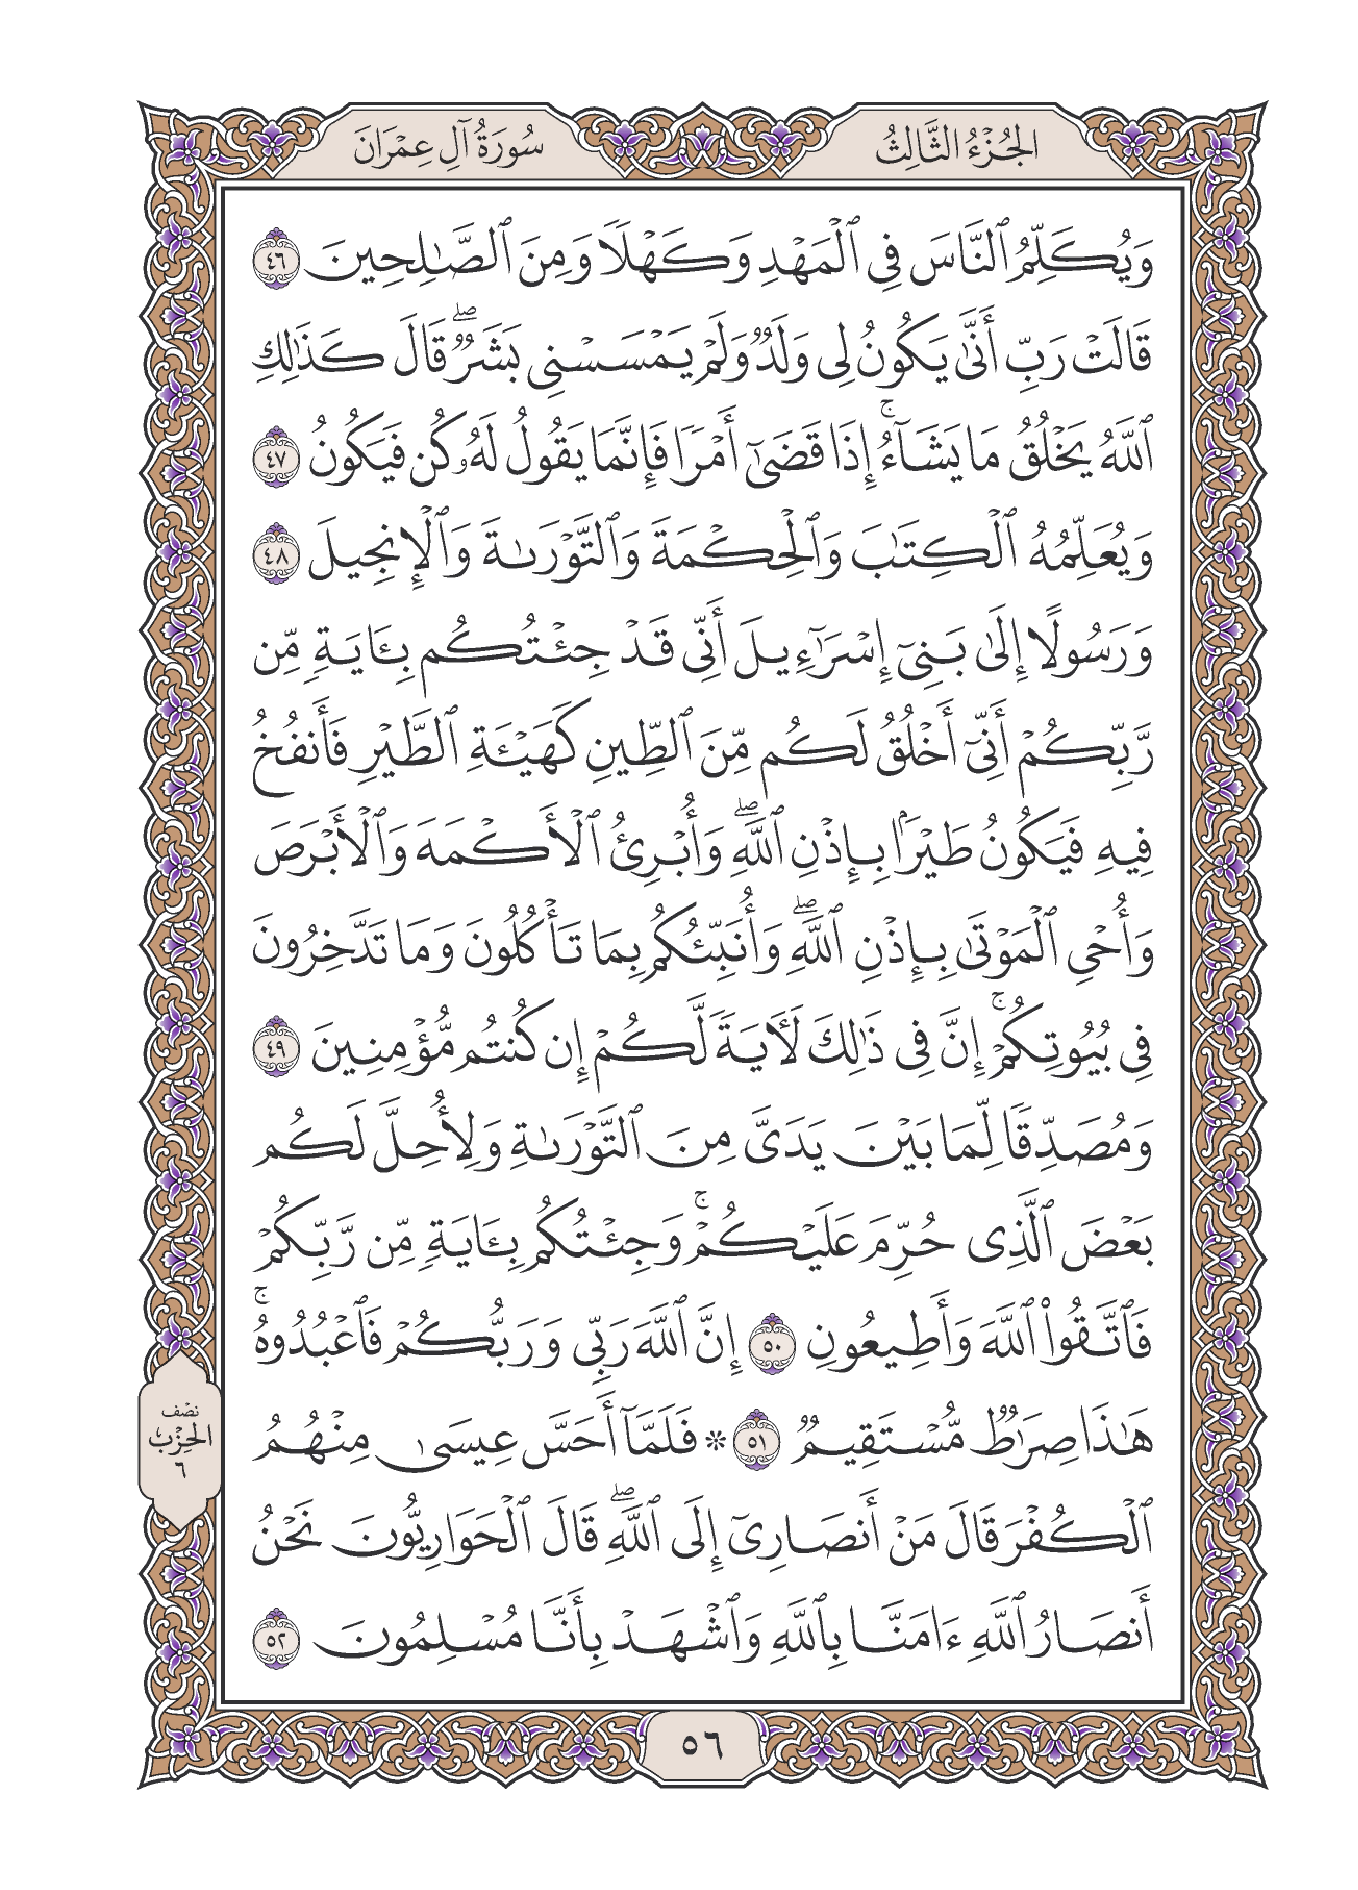 الجُزْءُ الثَّالِثُ
سُورَةُ آلِ عِمْرَانَ
وَيُكَلِّمُ ٱلنَّاسَ فِي ٱلْمَهْدِ وَكَهْلًا وَمِنَ ٱلصَّٰلِحِينَ ٤٦
قَالَتْ رَبِّ أَنَّىٰ يَكُونُ لِي وَلَدٞ وَلَمْ يَمْسَسْنِي بَشَرٞۖ قَالَ كَذَٰلِكِ
ٱللَّهُ يَخْلُقُ مَا يَشَآءُۚ إِذَا قَضَىٰٓ أَمْرٗا فَإِنَّمَا يَقُولُ لَهُۥ كُن فَيَكُونُ ٤٧
وَيُعَلِّمُهُ ٱلْكِتَٰبَ وَٱلْحِكْمَةَ وَٱلتَّوْرَىٰةَ وَٱلْإِنجِيلَ ٤٨
وَرَسُولًا إِلَىٰ بَنِيٓ إِسْرَٰٓءِيلَ أَنِّي قَدْ جِئْتُكُم بِـَٔايَةٖ مِّن
رَّبِّكُمْ أَنِّيٓ أَخْلُقُ لَكُم مِّنَ ٱلطِّينِ كَهَيْـَٔةِ ٱلطَّيْرِ فَأَنفُخُ
فِيهِ فَيَكُونُ طَيْرَۢا بِإِذْنِ ٱللَّهِۖ وَأُبْرِئُ ٱلْأَكْمَهَ وَٱلْأَبْرَصَ
وَأُحْيِ ٱلْمَوْتَىٰ بِإِذْنِ ٱللَّهِۖ وَأُنَبِّئُكُم بِمَا تَأْكُلُونَ وَمَا تَدَّخِرُونَ
فِي بُيُوتِكُمْۚ إِنَّ فِي ذَٰلِكَ لَأٓيَةٗ لَّكُمْ إِن كُنتُم مُّؤْمِنِينَ ٤٩
وَمُصَدِّقٗا لِّمَا بَيْنَ يَدَيَّ مِنَ ٱلتَّوْرَىٰةِ وَلِأُحِلَّ لَكُم
بَعْضَ ٱلَّذِي حُرِّمَ عَلَيْكُمْۚ وَجِئْتُكُم بِـَٔايَةٖ مِّن رَّبِّكُمْ
فَٱتَّقُوا۟ ٱللَّهَ وَأَطِيعُونِ ٥٠ إِنَّ ٱللَّهَ رَبِّي وَرَبُّكُمْ فَٱعْبُدُوهُۚ
هَٰذَا صِرَٰطٞ مُّسْتَقِيمٞ ٥١ * فَلَمَّآ أَحَسَّ عِيسَىٰ مِنْهُمُ
ٱلْكُفْرَ قَالَ مَنْ أَنصَارِيٓ إِلَى ٱللَّهِۖ قَالَ ٱلْحَوَارِيُّونَ نَحْنُ
أَنصَارُ ٱللَّهِ ءَامَنَّا بِٱللَّهِ وَٱشْهَدْ بِأَنَّا مُسْلِمُونَ ٥٢
نصف
الحِزْب
٦
٥٦